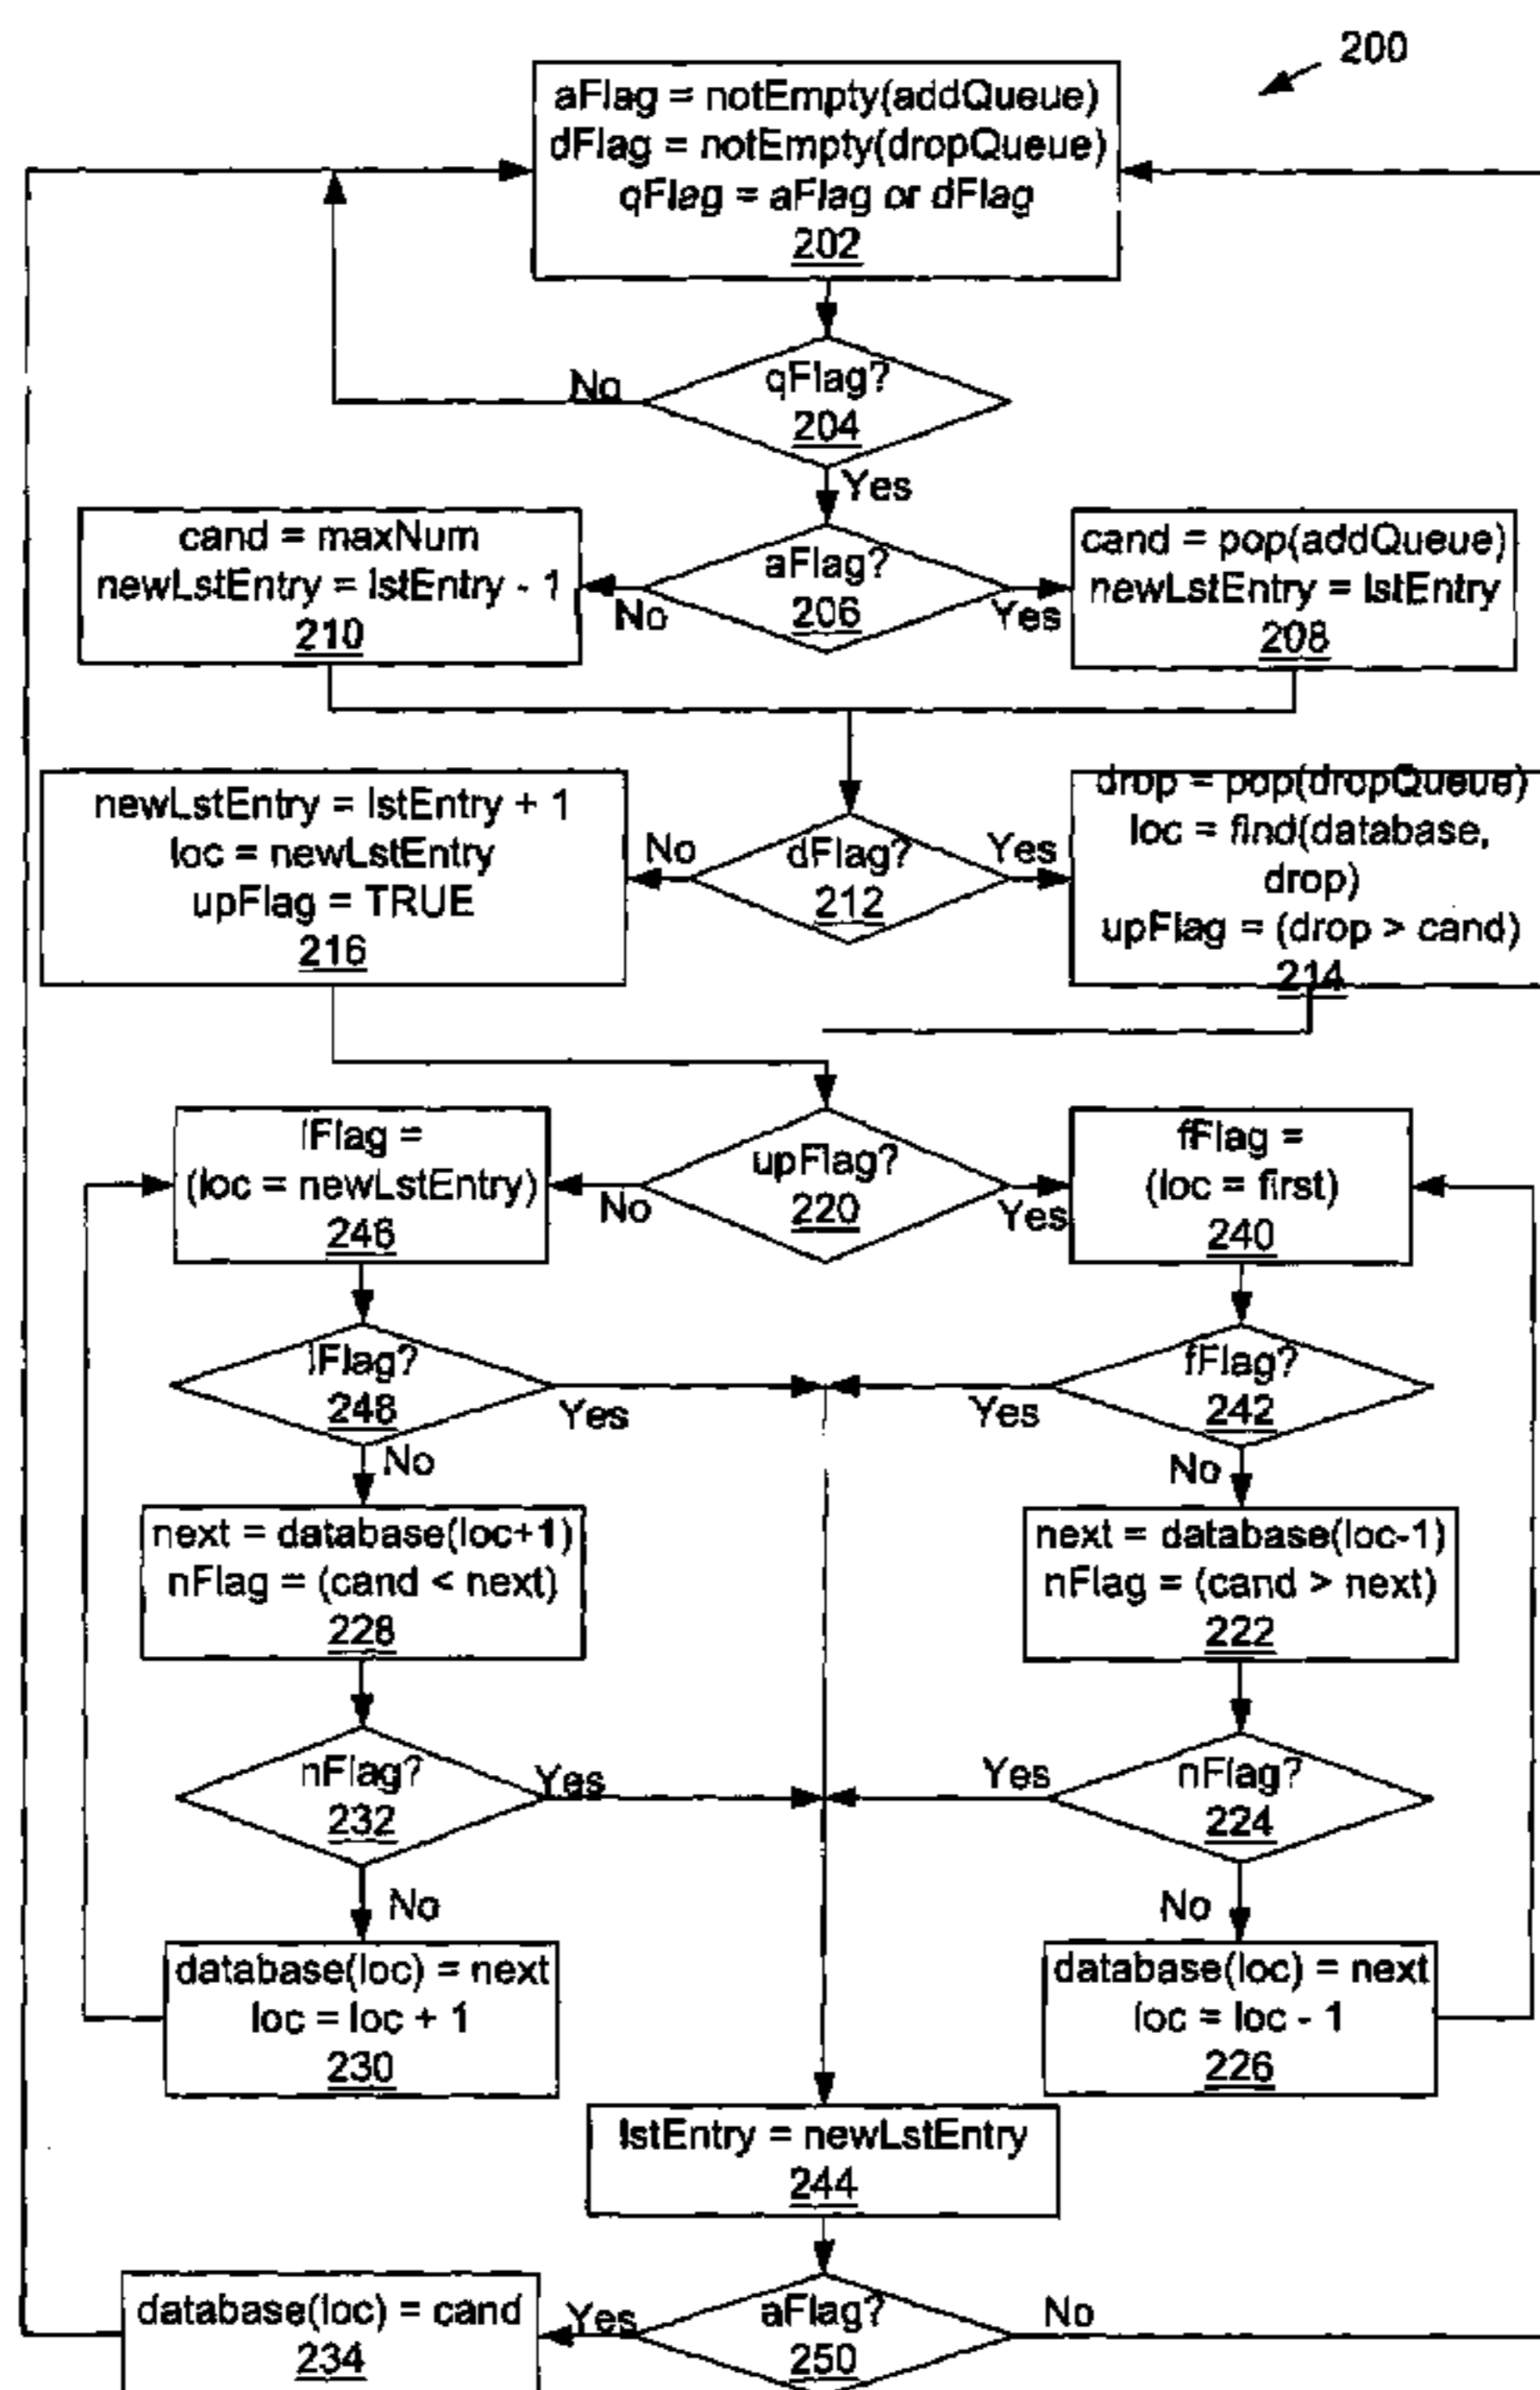 200
aFlag = notEmpty(addQueue)
dFlag = notEmpty(dropQueue)
qFlag = aFlag or dFlag
202
qFlag?
204
No
Yes
cand = maxNum
newLstEntry = lstEntry - 1
210
aFlag?
206
No
Yes
cand = pop(addQueue)
newLstEntry = lstEntry
208
newLstEntry = lstEntry + 1
loc = newLstEntry
upFlag = TRUE
216
No
dFlag?
212
Yes
drop = pop(dropQueue)
loc = find(database,
drop)
upFlag = (drop > cand)
214
lFlag =
(loc = newLstEntry)
246
No
upFlag?
220
Yes
fFlag =
(loc = first)
240
lFlag?
248
Yes
No
fFlag?
242
Yes
No
next = database(loc+1)
nFlag = (cand < next)
228
next = database(loc-1)
nFlag = (cand > next)
222
nFlag?
232
Yes
No
nFlag?
224
Yes
No
database(loc) = next
loc = loc + 1
230
database(loc) = next
loc = loc - 1
226
lstEntry = newLstEntry
244
database(loc) = cand
234
Yes
aFlag?
250
No